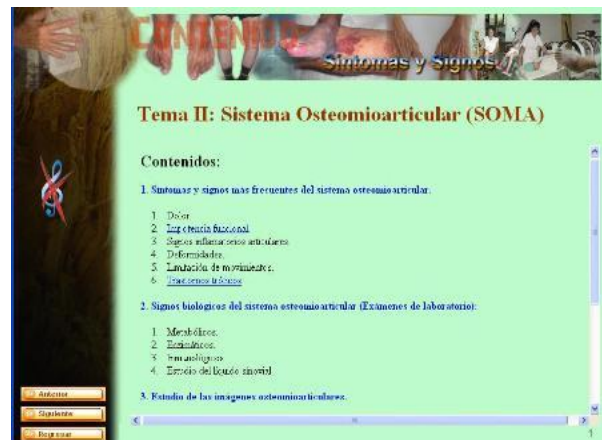 CONTENIDO
Síntomas y Signos
Tema II: Sistema Osteomioarticular (SOMA)
Contenidos:
1. Síntomas y signos más frecuentes del sistema osteomioarticular.
1. Dolor
2. Impotencia funcional
3. Signos inflamatorios articulares.
4. Deformidades.
5. Limitación de movimientos.
6. Trastornos tróficos
2. Signos biológicos del sistema osteomioarticular (Exámenes de laboratorio):
1. Metabólicos.
2. Enzimáticos.
3. Inmunológicos
4. Estudio del líquido sinovial
3. Estudio de las imágenes osteomioarticulares.
Anterior
Siguiente
Regresar
1